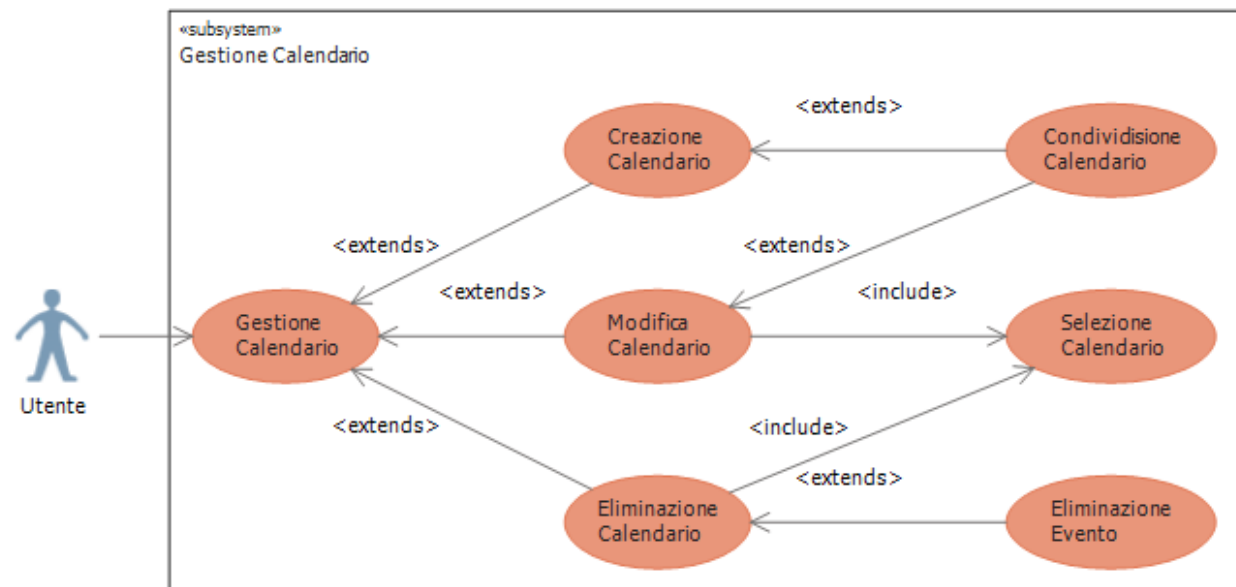 «subsystem»
Gestione Calendario
<extends>
Creazione
Calendario
Condividisione
Calendario
<extends>
<extends>
<extends>
<include>
Gestione
Calendario
Modifica
Calendario
Selezione
Calendario
Utente
<extends>
<include>
<extends>
Eliminazione
Calendario
Eliminazione
Evento